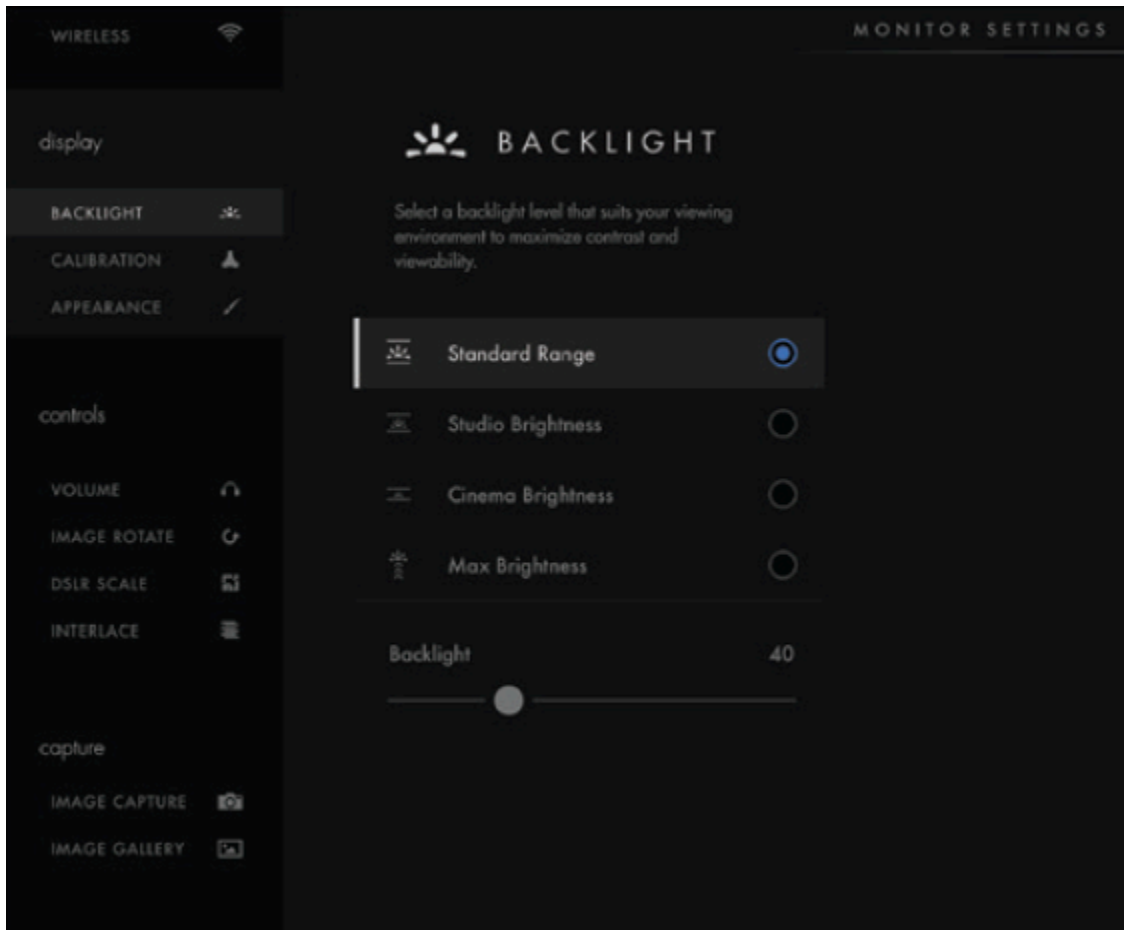 WIRELESS
MONITOR SETTINGS
display
BACKLIGHT
CALIBRATION
APPEARANCE
controls
VOLUME
IMAGE ROTATE
DSLR SCALE
INTERLACE
capture
IMAGE CAPTURE
IMAGE GALLERY
BACKLIGHT
Select a backlight level that suits your viewing
environment to maximize contrast and
viewability.
Standard Range
Studio Brightness
Cinema Brightness
Max Brightness
Backlight 40